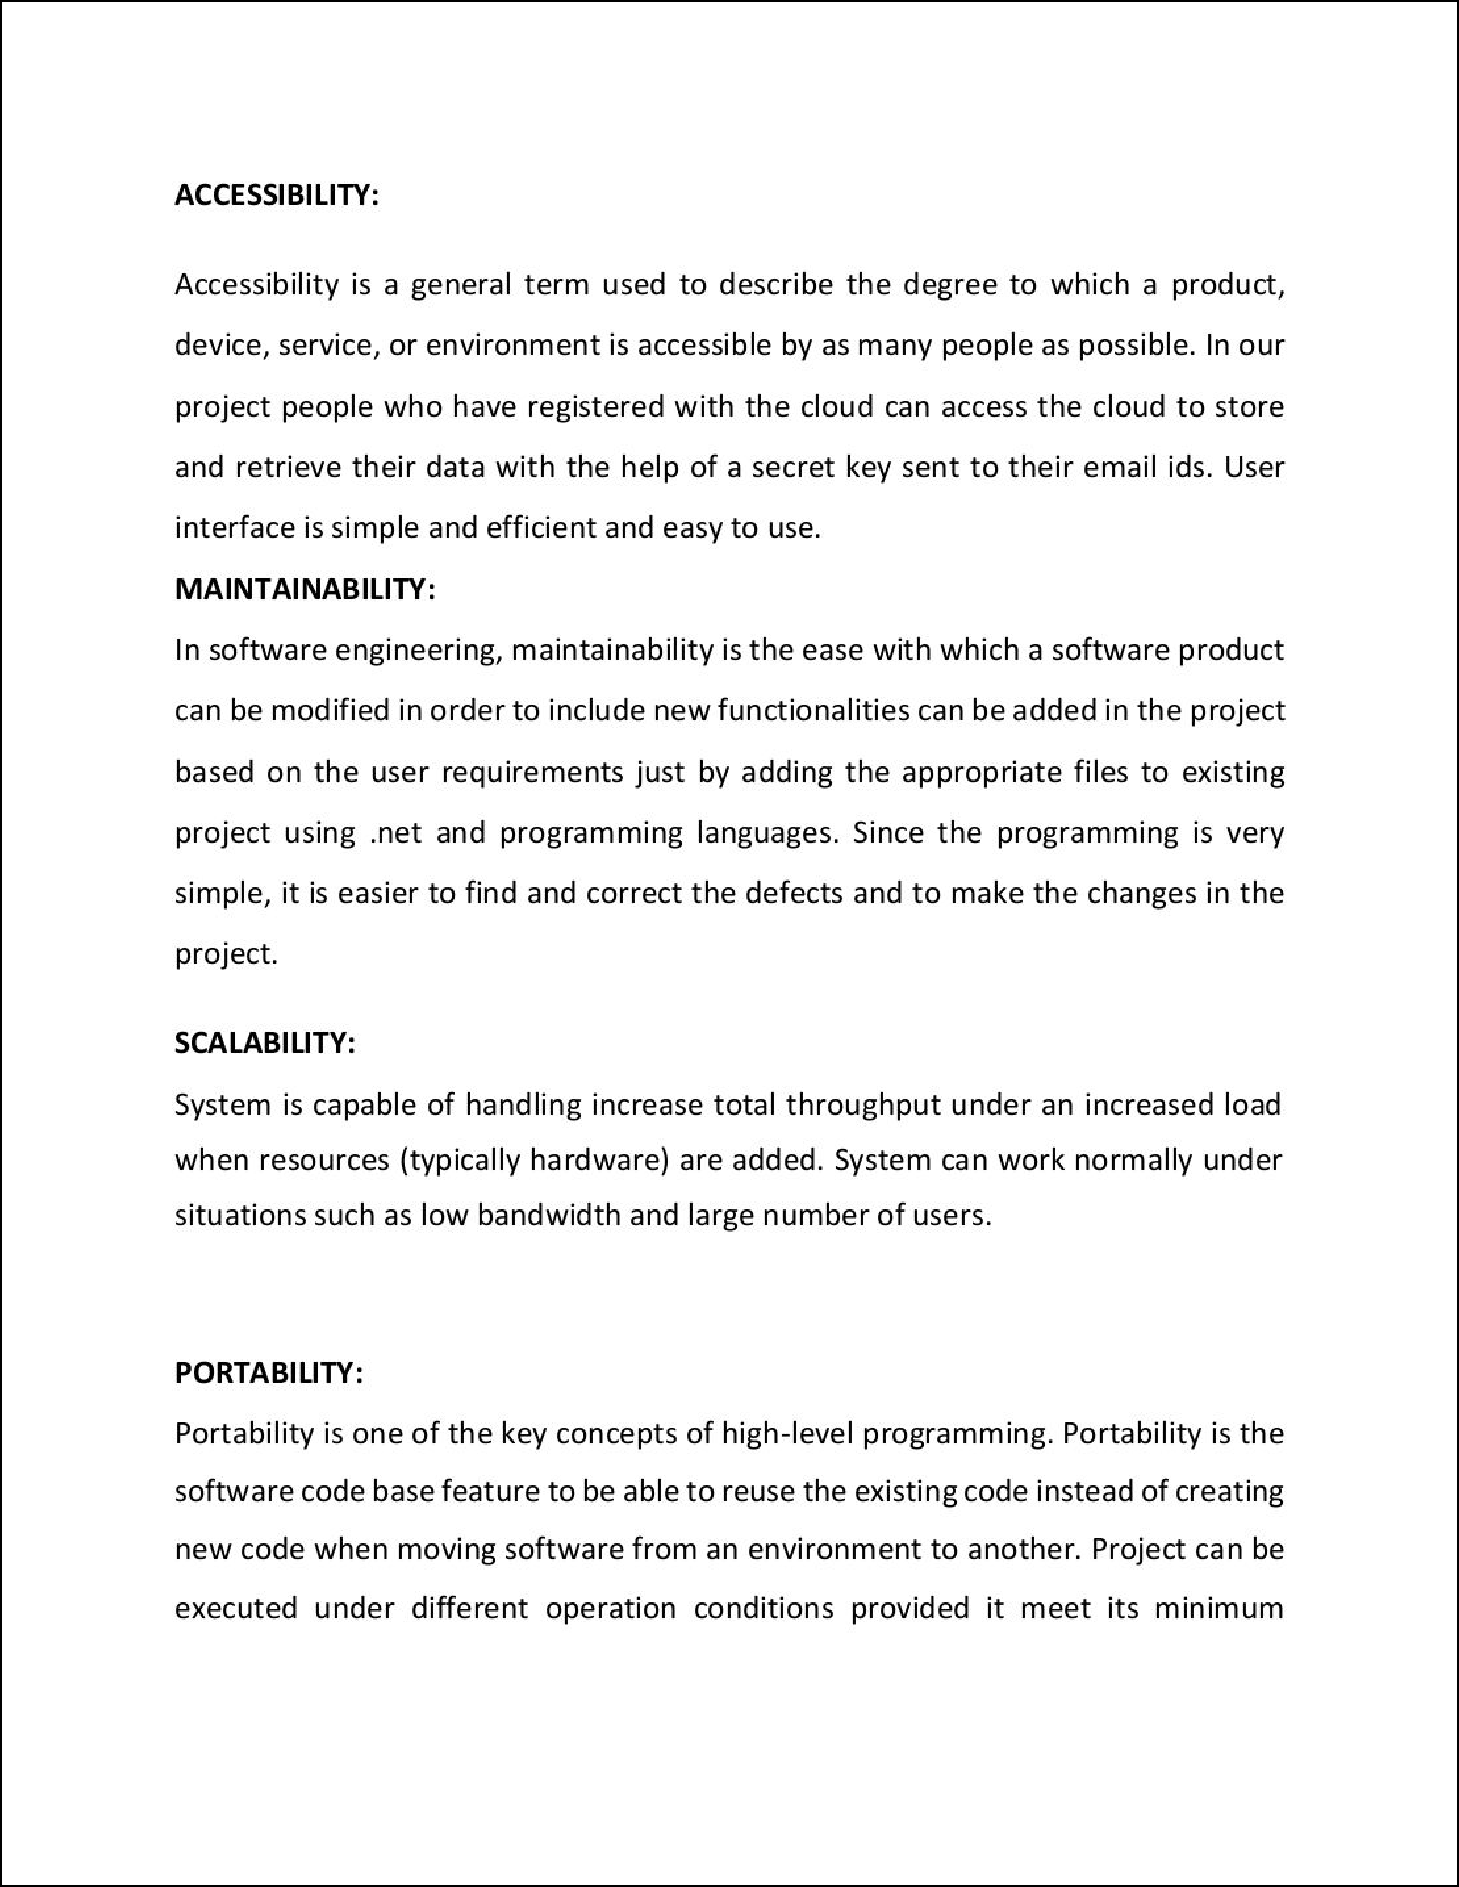 ACCESSIBILITY:
Accessibility is a general term used to describe the degree to which a product,
device, service, or environment is accessible by as many people as possible. In our
project people who have registered with the cloud can access the cloud to store
and retrieve their data with the help of a secret key sent to their email ids. User
interface is simple and efficient and easy to use.
MAINTAINABILITY:
In software engineering, maintainability is the ease with which a software product
can be modified in order to include new functionalities can be added in the project
based on the user requirements just by adding the appropriate files to existing
project using .net and programming languages. Since the programming is very
simple, it is easier to find and correct the defects and to make the changes in the
project.
SCALABILITY:
System is capable of handling increase total throughput under an increased load
when resources (typically hardware) are added. System can work normally under
situations such as low bandwidth and large number of users.
PORTABILITY:
Portability is one of the key concepts of high-level programming. Portability is the
software code base feature to be able to reuse the existing code instead of creating
new code when moving software from an environment to another. Project can be
executed under different operation conditions provided it meet its minimum